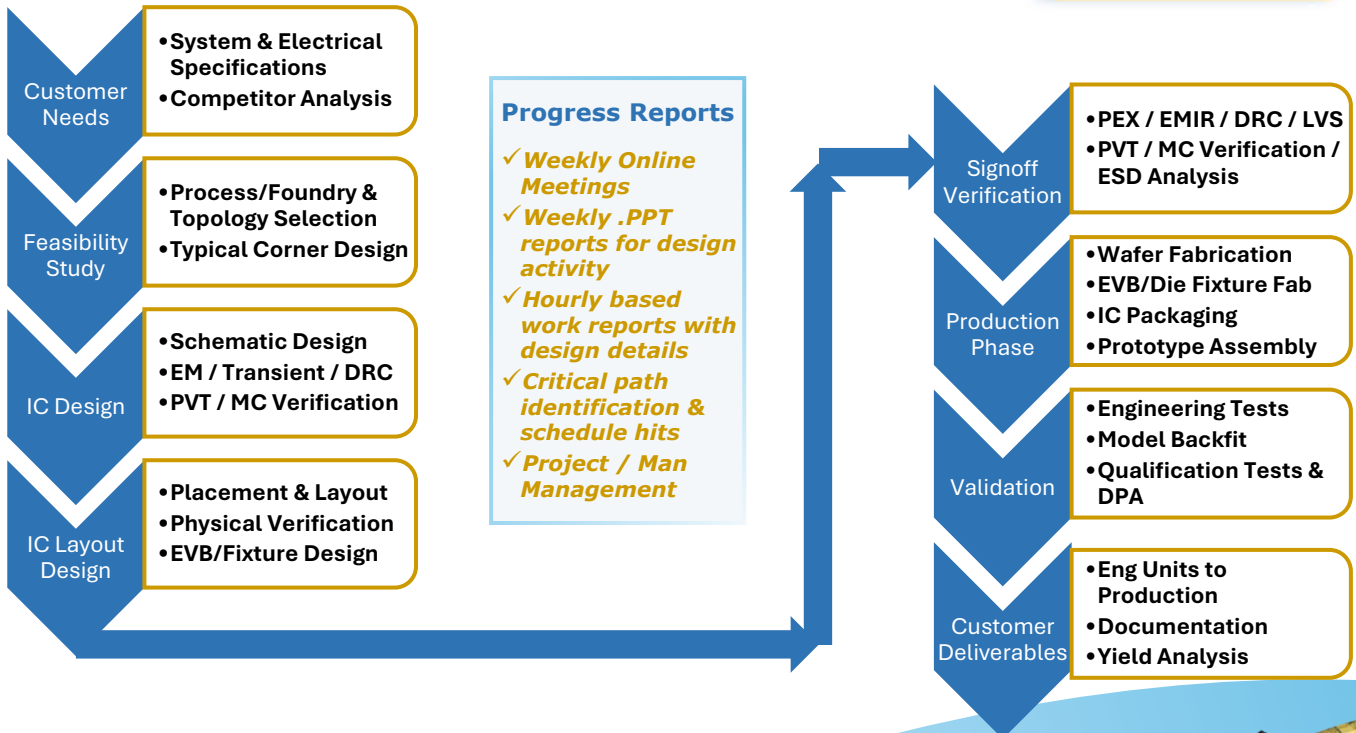 Customer
Needs
•System & Electrical
Specifications
•Competitor Analysis
Feasibility
Study
•Process/Foundry &
Topology Selection
•Typical Corner Design
IC Design
•Schematic Design
•EM / Transient / DRC
•PVT / MC Verification
IC Layout
Design
•Placement & Layout
•Physical Verification
•EVB/Fixture Design
Progress Reports
✓Weekly Online
Meetings
✓Weekly .PPT
reports for design
activity
✓Hourly based
work reports with
design details
✓Critical path
identification &
schedule hits
✓Project / Man
Management
Signoff
Verification
•PEX / EMIR / DRC / LVS
•PVT / MC Verification /
ESD Analysis
Production
Phase
•Wafer Fabrication
•EVB/Die Fixture Fab
•IC Packaging
•Prototype Assembly
Validation
•Engineering Tests
•Model Backfit
•Qualification Tests &
DPA
Customer
Deliverables
•Eng Units to
Production
•Documentation
•Yield Analysis